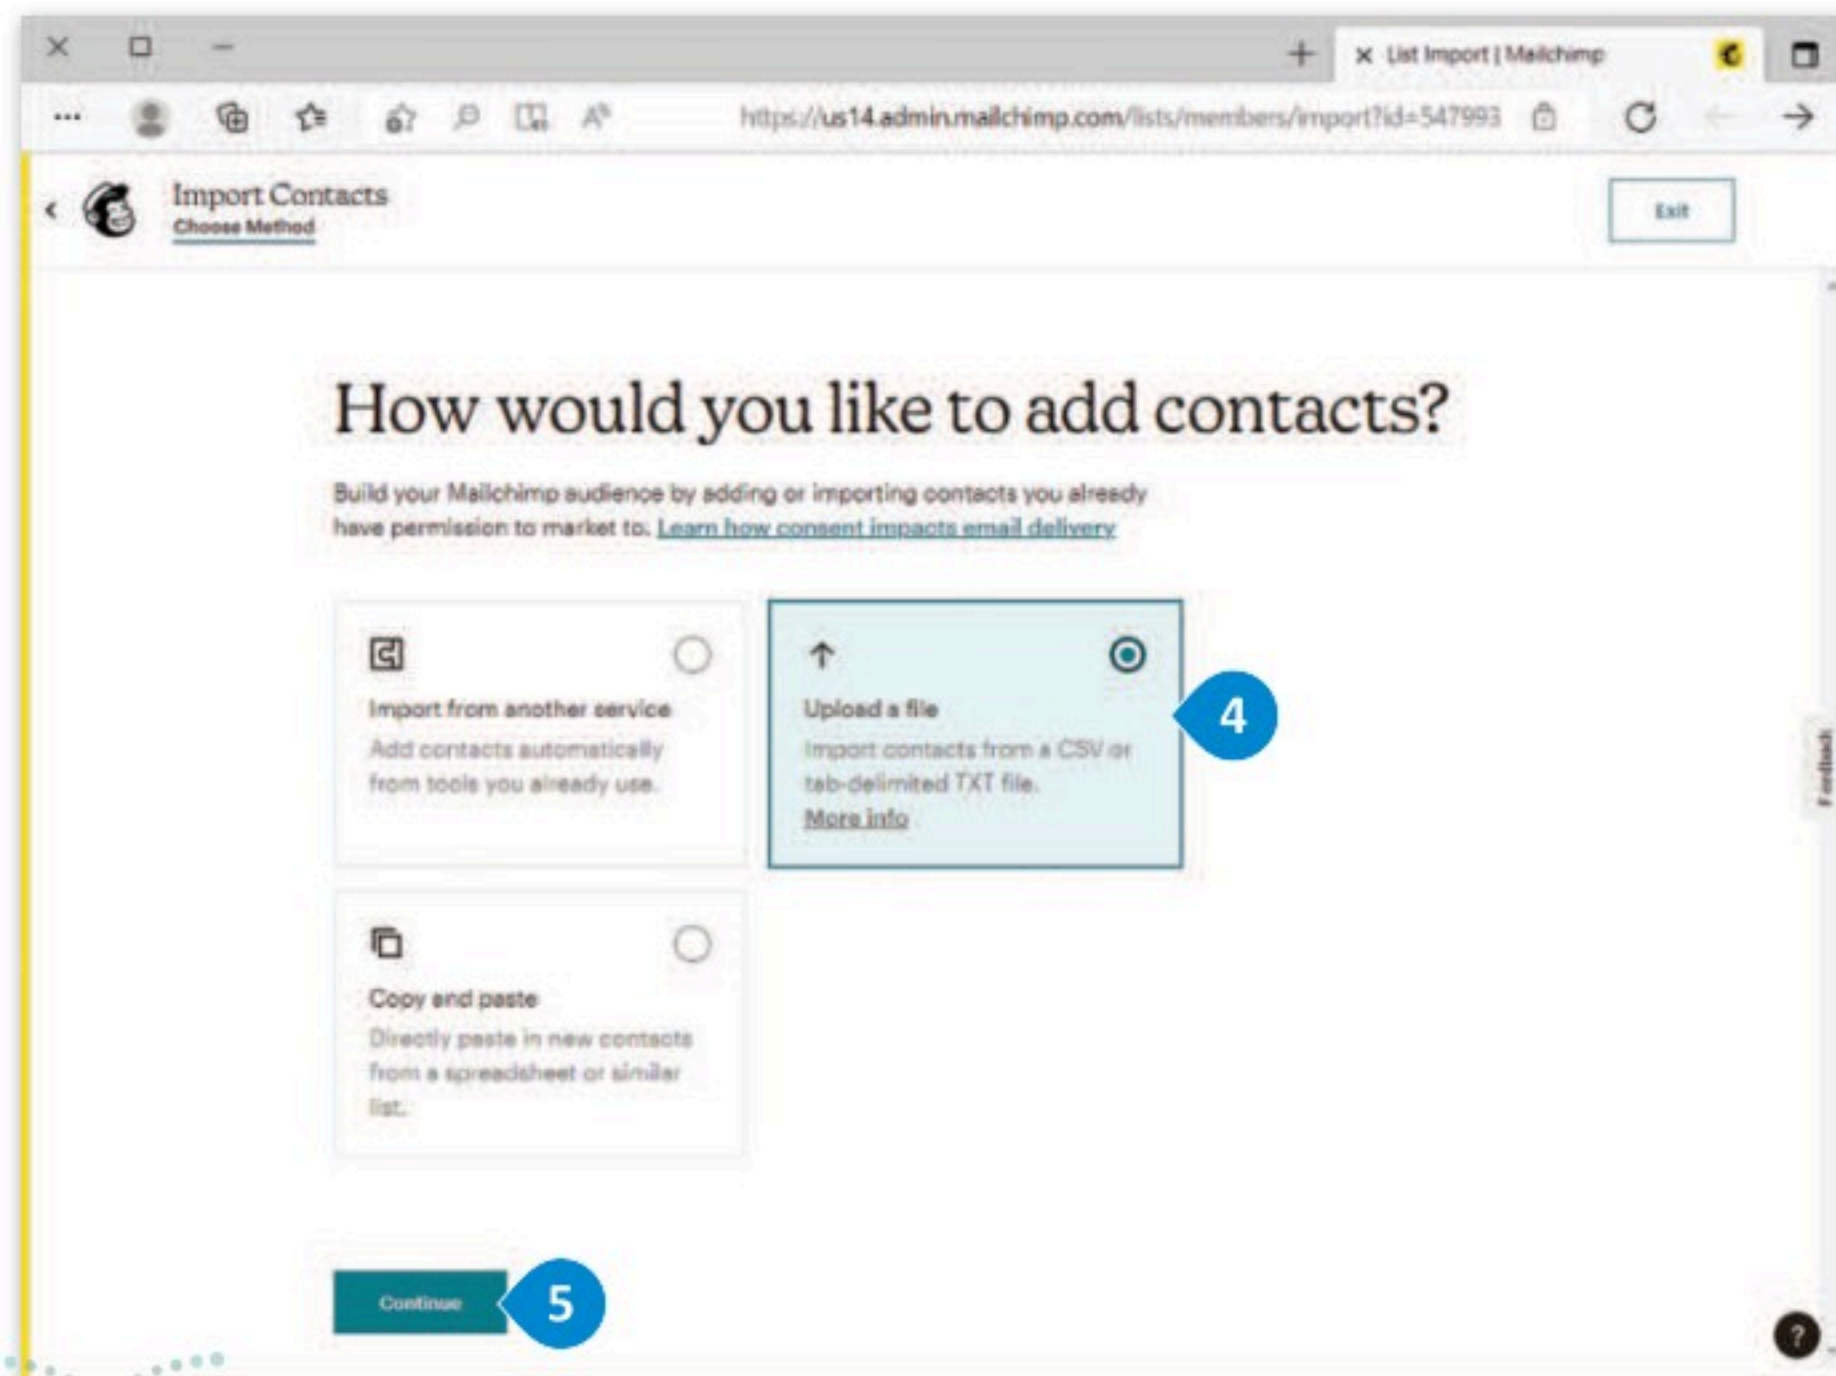 List Import | Mailchimp
https://us14.admin.mailchimp.com/lists/members/import?id=547993
Import Contacts
Choose Method
Exit
How would you like to add contacts?
Build your Mailchimp audience by adding or importing contacts you already
have permission to market to. Learn how consent impacts email delivery
Import from another service
Add contacts automatically
from tools you already use.
Upload a file
Import contacts from a CSV or
tab-delimited TXT file.
More info
4
Feedback
Copy and paste
Directly paste in new contacts
from a spreadsheet or similar
list.
Continue
5
?